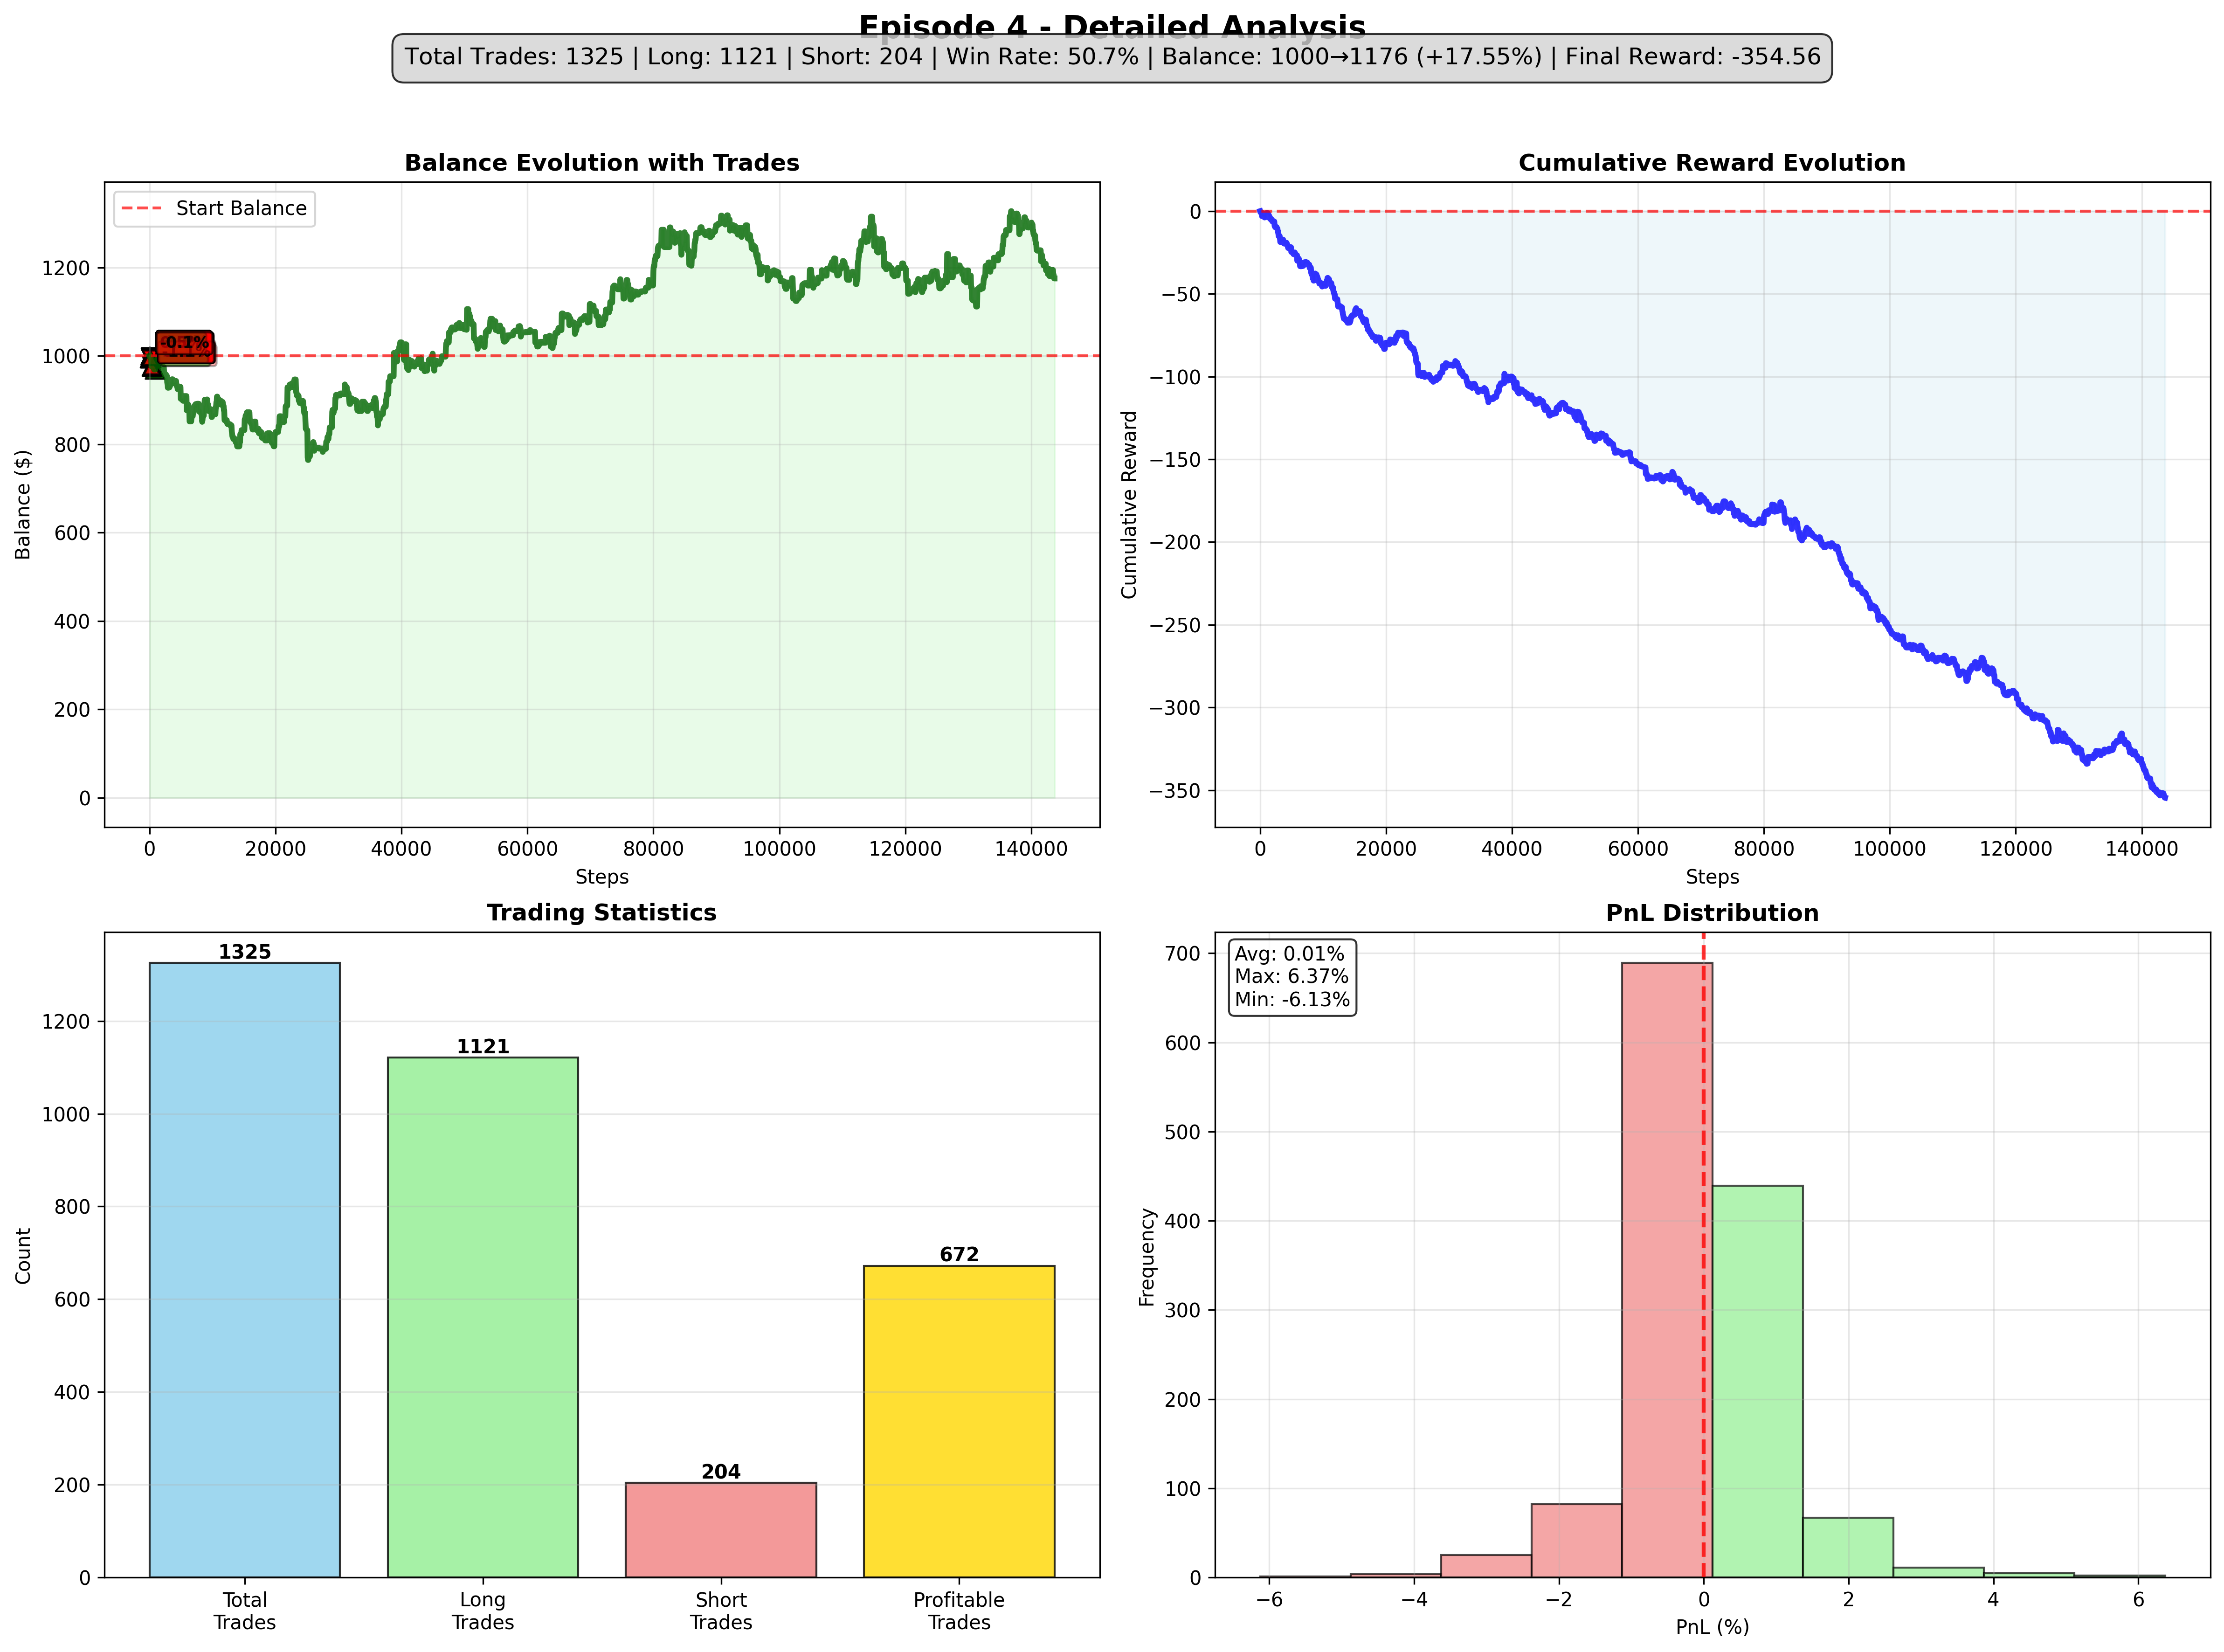 Episode 4 - Detailed Analysis
Total Trades: 1325 | Long: 1121 | Short: 204 | Win Rate: 50.7% | Balance: 1000→1176 (+17.55%) | Final Reward: -354.56
Balance Evolution with Trades
Start Balance
-0.1%
1200
1000
800
600
400
200
0
Balance ($)
0 20000 40000 60000 80000 100000 120000 140000
Steps
Cumulative Reward Evolution
0
−50
−100
−150
−200
−250
−300
−350
Cumulative Reward
0 20000 40000 60000 80000 100000 120000 140000
Steps
Trading Statistics
1325
1121
204
672
1200
1000
800
600
400
200
0
Count
Total
Trades
Long
Trades
Short
Trades
Profitable
Trades
PnL Distribution
Avg: 0.01%
Max: 6.37%
Min: -6.13%
700
600
500
400
300
200
100
0
Frequency
−6 −4 −2 0 2 4 6
PnL (%)